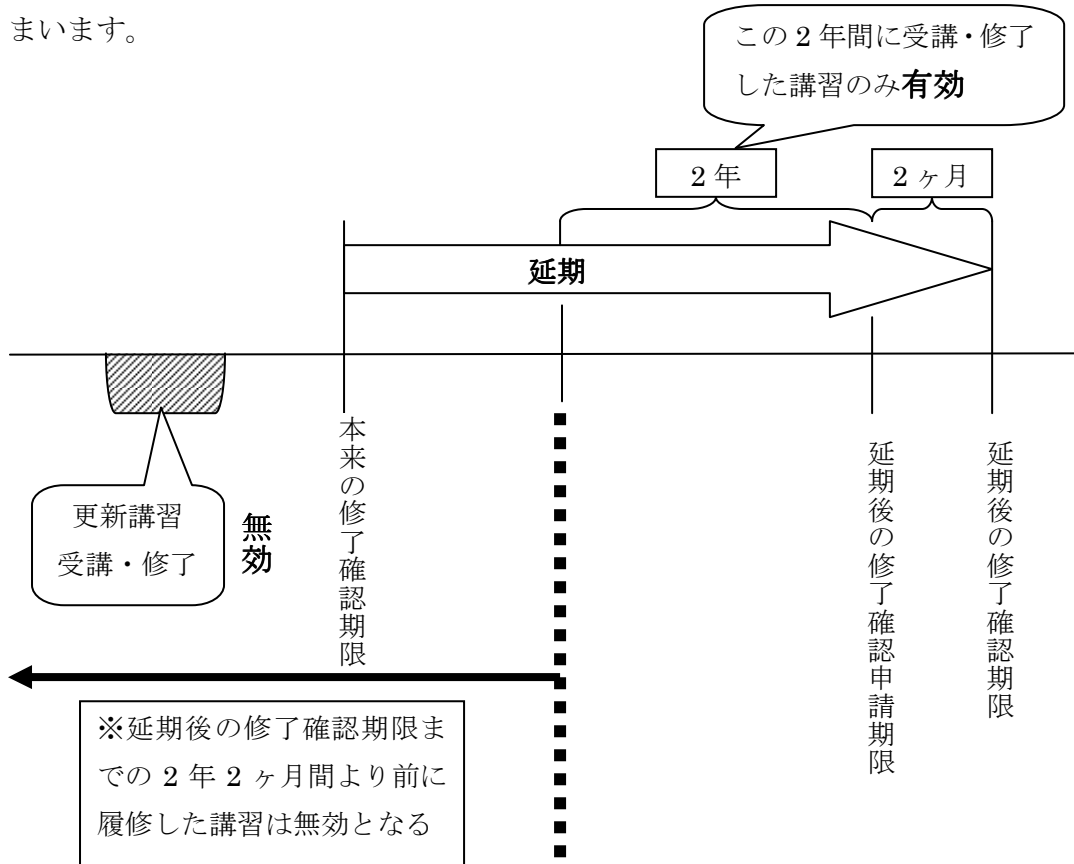 まいます。
この 2 年間に受講・修了
した講習のみ有効
2 年
2 ヶ月
延期
更新講習
受講・修了
無効
本来の修了確認期限
延期後の修了確認申請期限
延期後の修了確認期限
※延期後の修了確認期限ま
での 2 年 2 ヶ月間より前に
履修した講習は無効となる